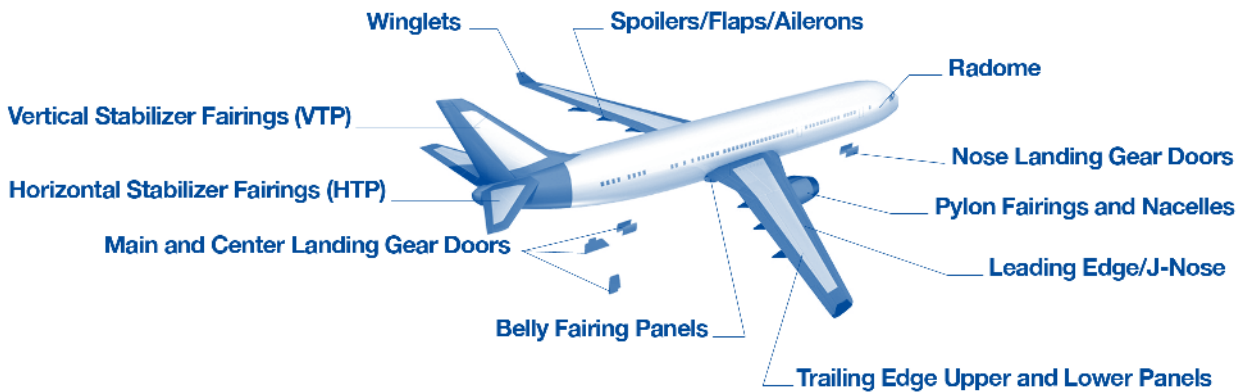 Winglets
Spoilers/Flaps/Ailerons
Radome
Vertical Stabilizer Fairings (VTP)
Nose Landing Gear Doors
Horizontal Stabilizer Fairings (HTP)
Pylon Fairings and Nacelles
Main and Center Landing Gear Doors
Leading Edge/J-Nose
Belly Fairing Panels
Trailing Edge Upper and Lower Panels